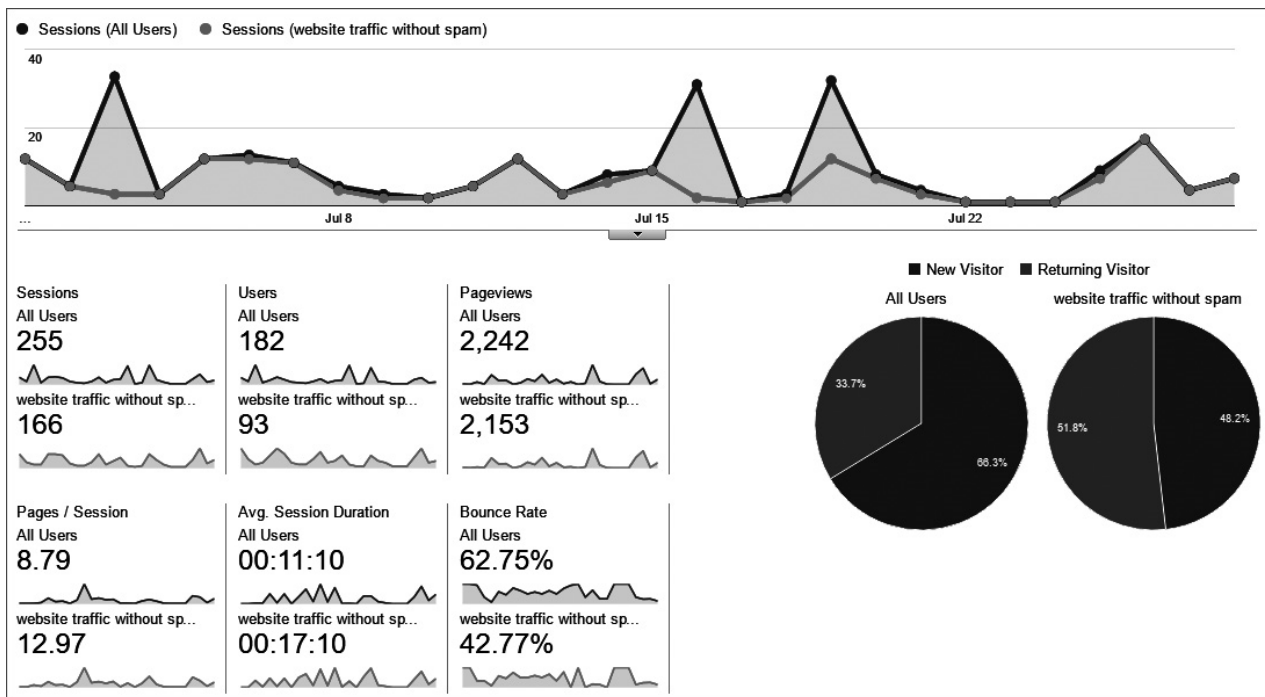 Sessions (All Users) Sessions (website traffic without spam)
40
20
... Jul 8 Jul 15 Jul 22
New Visitor Returning Visitor
All Users website traffic without spam
33.7% 66.3% 51.8% 48.2%
Sessions Users Pageviews
All Users All Users All Users
255 182 2,242
website traffic without sp... website traffic without sp... website traffic without sp...
166 93 2,153
Pages / Session Avg. Session Duration Bounce Rate
All Users All Users All Users
8.79 00:11:10 62.75%
website traffic without sp... website traffic without sp... website traffic without sp...
12.97 00:17:10 42.77%